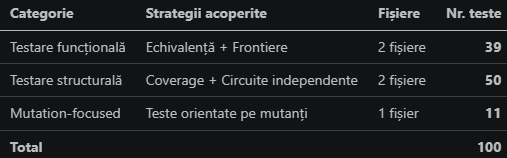 Categorie Strategii acoperite Fișiere Nr. teste
Testare funcțională Echivalență + Frontiere 2 fișiere 39
Testare structurală Coverage + Circuite independente 2 fișiere 50
Mutation-focused Teste orientate pe mutanți 1 fișier 11
Total 100